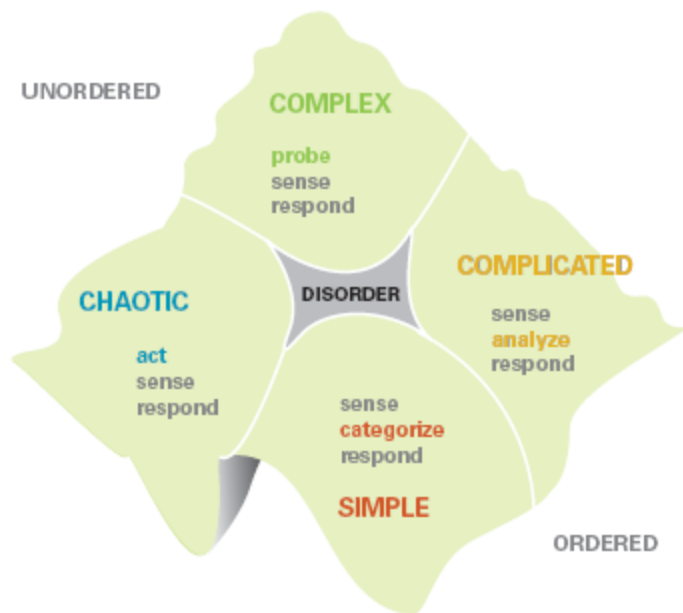 UNORDERED
COMPLEX
probe
sense
respond
COMPLICATED
sense
analyze
respond
DISORDER
CHAOTIC
act
sense
respond
sense
categorize
respond
SIMPLE
ORDERED